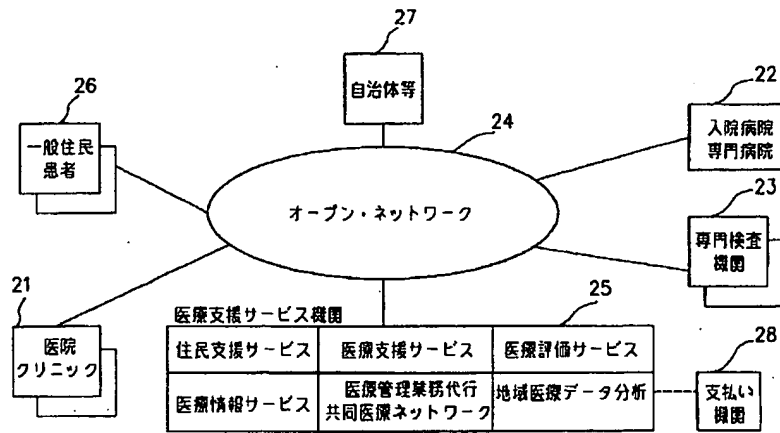 27
自治体等
26
一般住民
患者
22
入院病院
専門病院
24
オープン・ネットワーク
23
専門検査
機関
21
医院
クリニック
医療支援サービス機関
25
住民支援サービス
医療支援サービス
医療評価サービス
医療情報サービス
医療管理業務代行
共同医療ネットワーク
地域医療データ分析
28
支払い
機関